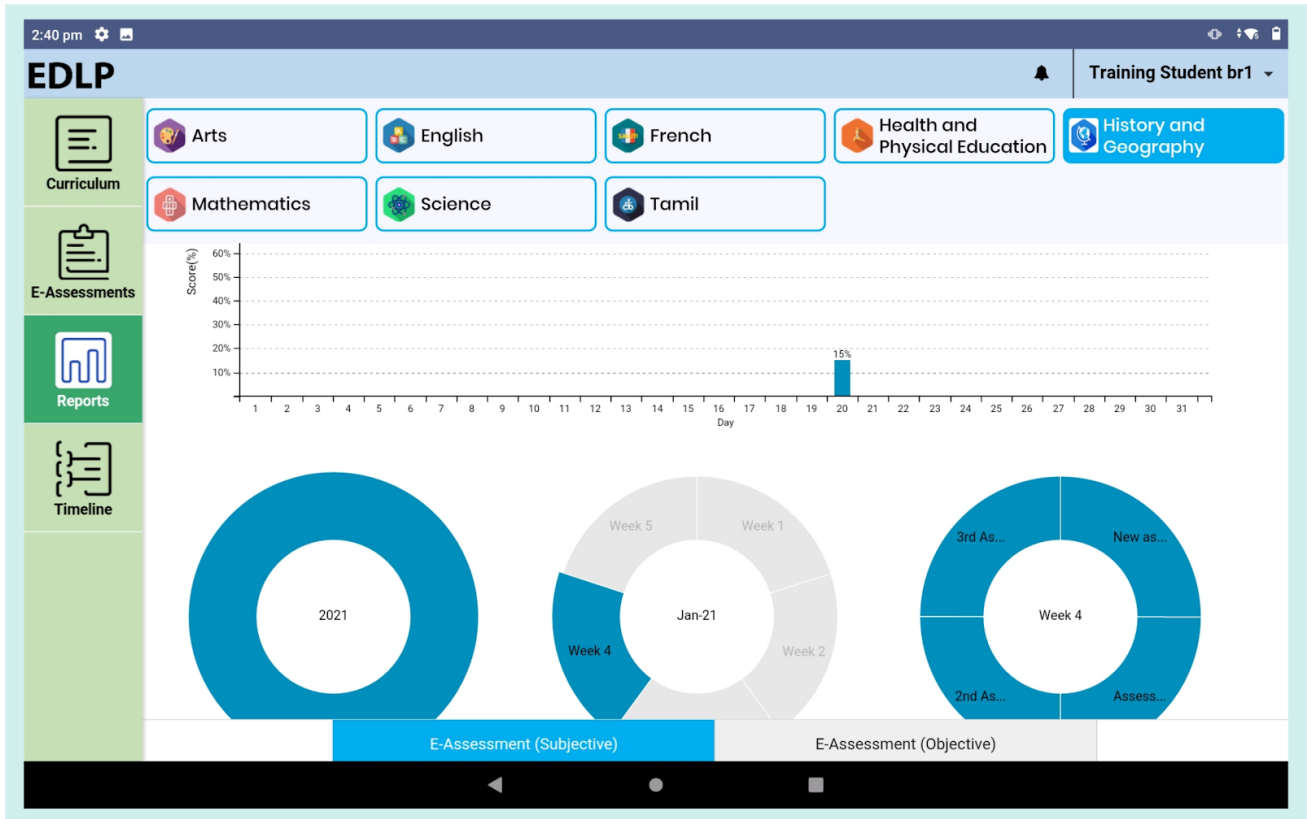 2:40 pm
EDLP
Training Student br1
Curriculum
E-Assessments
Reports
Timeline
Arts
English
French
Health and
Physical Education
History and
Geography
Mathematics
Science
Tamil
Score(%)
60%
50%
40%
30%
20%
10%
15%
1 2 3 4 5 6 7 8 9 10 11 12 13 14 15 16 17 18 19 20 21 22 23 24 25 26 27 28 29 30 31
Day
2021
Week 5
Week 1
Week 4
Jan-21
Week 2
3rd As...
New as...
Week 4
2nd As...
Assess...
E-Assessment (Subjective)
E-Assessment (Objective)